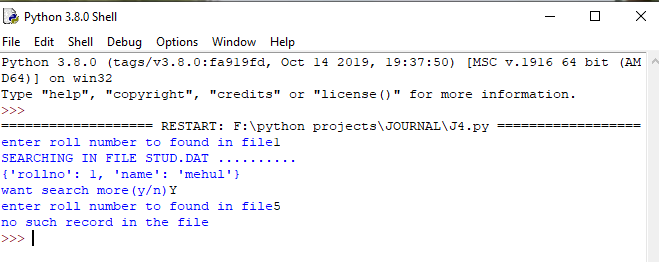 Python 3.8.0 Shell
File Edit Shell Debug Options Window Help
Python 3.8.0 (tags/v3.8.0:fa919fd, Oct 14 2019, 19:37:50) [MSC v.1916 64 bit (AM
D64)] on win32
Type "help", "copyright", "credits" or "license()" for more information.
>>>
=================== RESTART: F:\python projects\JOURNAL\J4.py ==================
enter roll number to found in file1
SEARCHING IN FILE STUD.DAT ..........
{'rollno': 1, 'name': 'mehul'}
want search more(y/n)Y
enter roll number to found in file5
no such record in the file
>>>